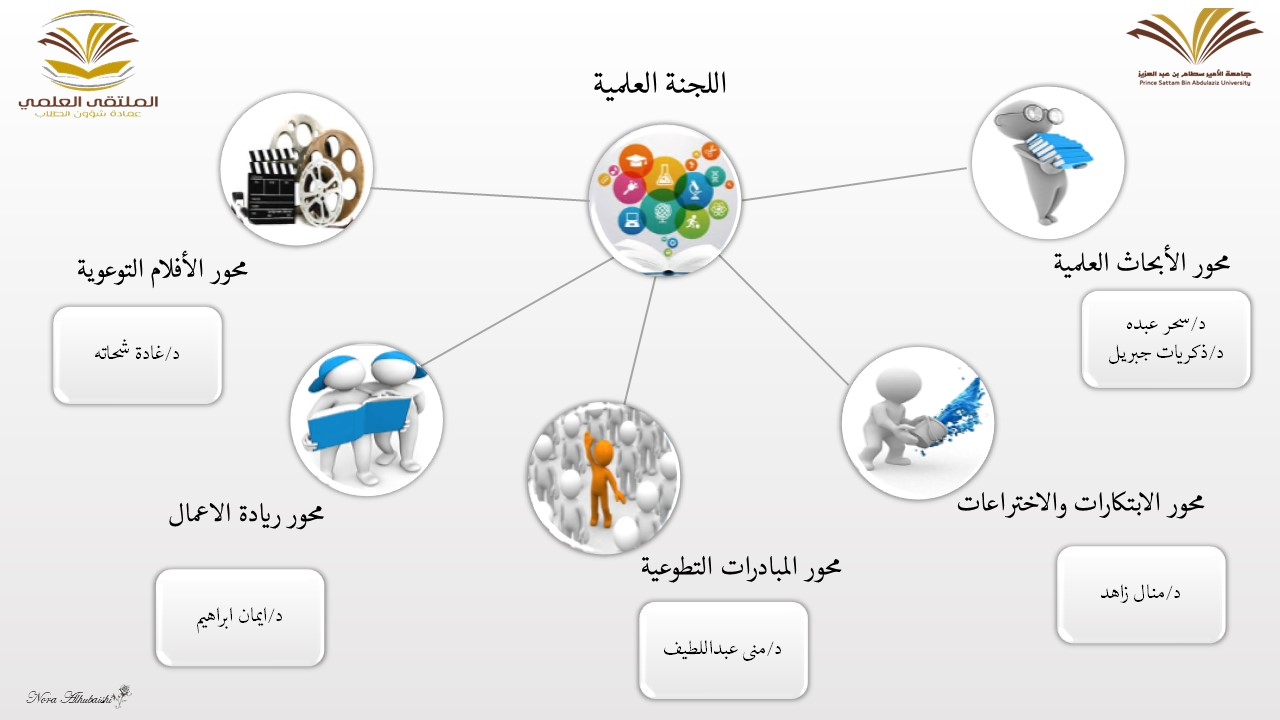 جامعة الأمير سطام بن عبد العزيز
Prince Sattam Bin Abdulaziz University
الملتقى العلمي
عمادة شؤون الطلاب
اللجنة العلمية
محور الأبحاث العلمية
د/سحر عبده
د/ذكريات جبريل
محور الأفلام التوعوية
د/غادة شحاته
محور الابتكارات والاختراعات
د/منال زاهد
محور المبادرات التطوعية
د/منى عبداللطيف
محور ريادة الاعمال
د/ايمان ابراهيم
Nora Alhubaishi